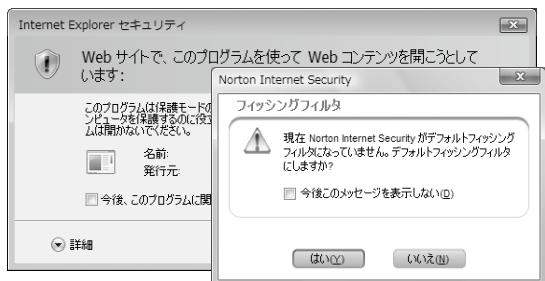 Internet Explorer セキュリティ
Web サイトで、このプログラムを使って Web コンテンツを開こうとして
います:
このプログラムは保護モードの
ンピュータを保護するのに役立
ムは開かないでください。
名前:
発行元:
今後、このプログラムに関
詳細
Norton Internet Security
フィッシングフィルタ
現在 Norton Internet Security がデフォルトフィッシング
フィルタになっていません。デフォルトフィッシングフィルタ
にしますか?
今後このメッセージを表示しない(D)
はい(Y)
いいえ(N)